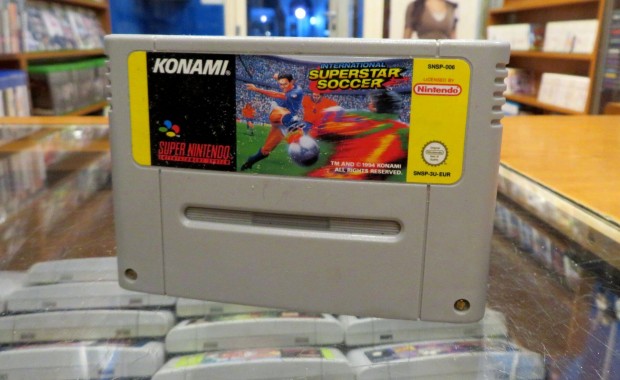 KONAMI®
INTERNATIONAL
SUPERSTAR
SOCCER
SNSP-006
LICENSED BY
Nintendo
SUPER NINTENDO
ENTERTAINMENT SYSTEM
TM AND © 1994 KONAMI
ALL RIGHTS RESERVED.
SNSP-3U-EUR